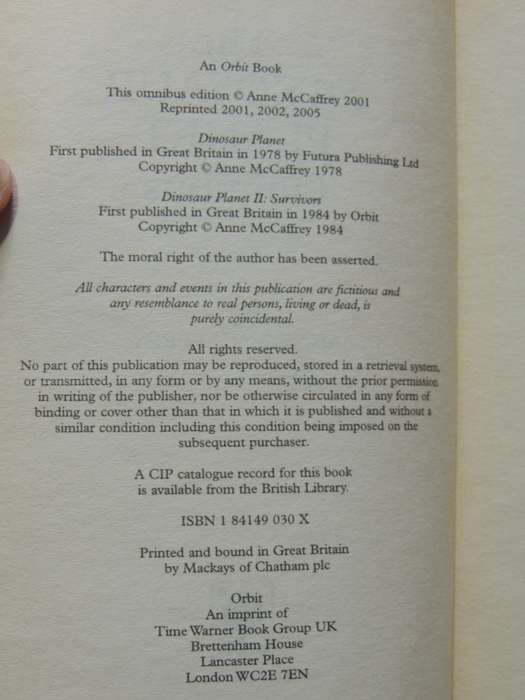 An Orbit Book
This omnibus edition © Anne McCaffrey 2001
Reprinted 2001, 2002, 2005
Dinosaur Planet
First published in Great Britain in 1978 by Futura Publishing Ltd
Copyright © Anne McCaffrey 1978
Dinosaur Planet II: Survivors
First published in Great Britain in 1984 by Orbit
Copyright © Anne McCaffrey 1984
The moral right of the author has been asserted.
All characters and events in this publication are fictitious and
any resemblance to real persons, living or dead, is
purely coincidental.
All rights reserved.
No part of this publication may be reproduced, stored in a retrieval system,
or transmitted, in any form or by any means, without the prior permission
in writing of the publisher, nor be otherwise circulated in any form of
binding or cover other than that in which it is published and without a
similar condition including this condition being imposed on the
subsequent purchaser.
A CIP catalogue record for this book
is available from the British Library.
ISBN 1 84149 030 X
Printed and bound in Great Britain
by Mackays of Chatham plc
Orbit
An imprint of
Time Warner Book Group UK
Brettenham House
Lancaster Place
London WC2E 7EN